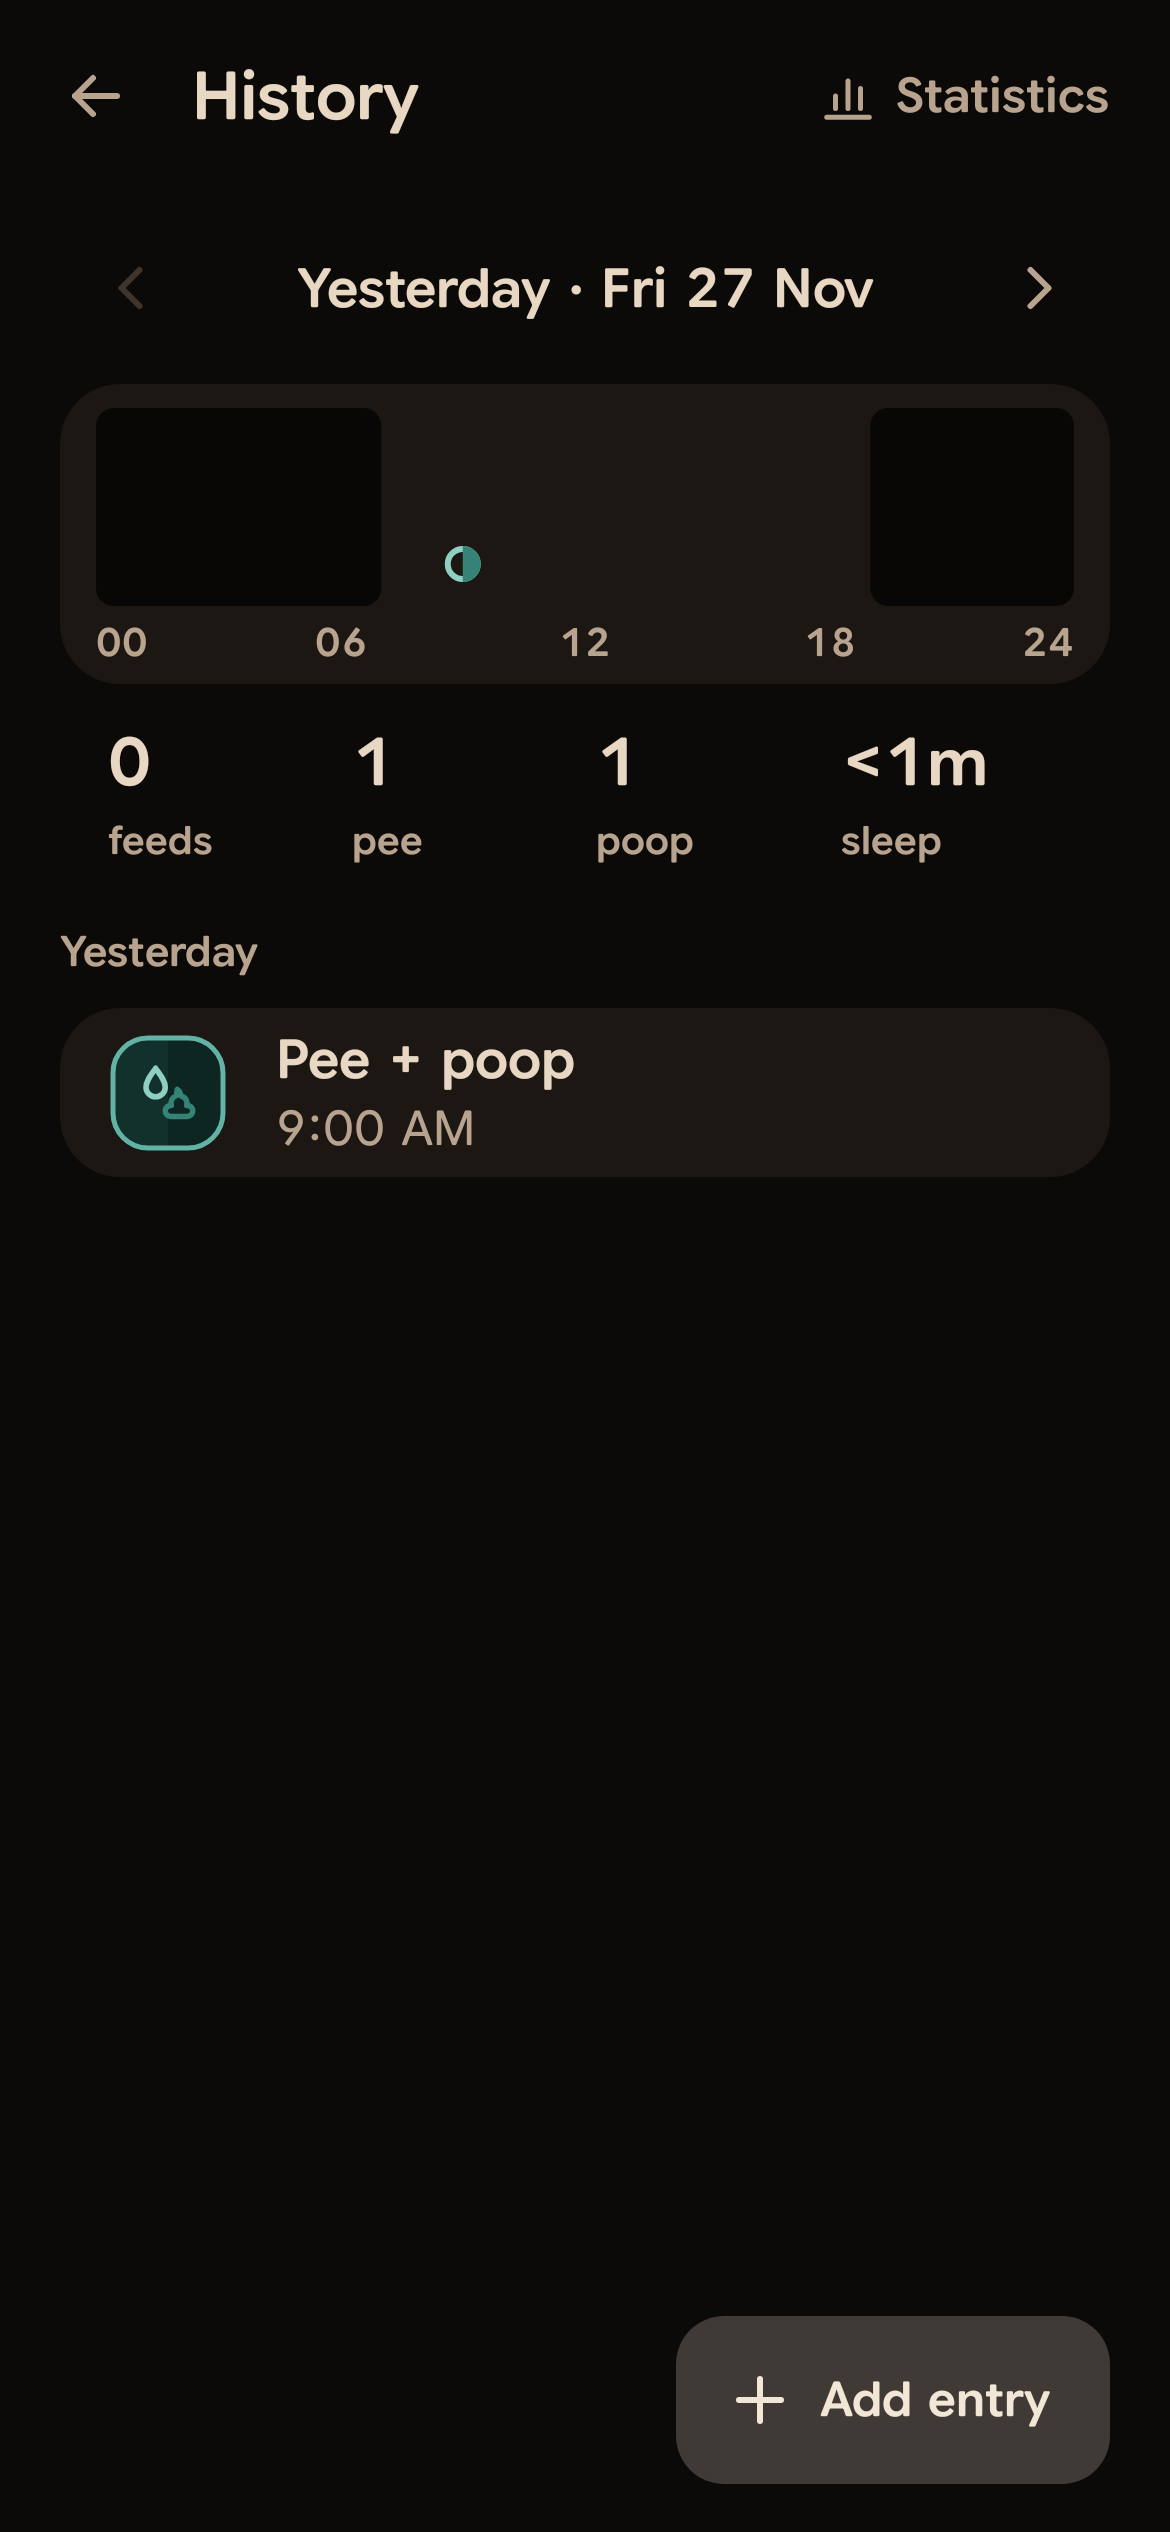 History
Statistics
Yesterday · Fri 27 Nov
00 06 12 18 24
0 1 1 <1m
feeds pee poop sleep
Yesterday
Pee + poop
9:00 AM
Add entry